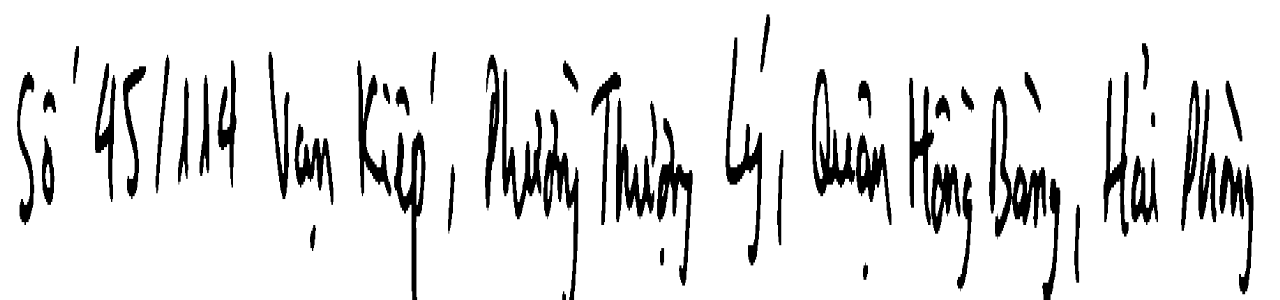 Số 45/114 Vạn Kiếp, Phường Thượng Lý, Quận Hồng Bàng, Hải Phòng